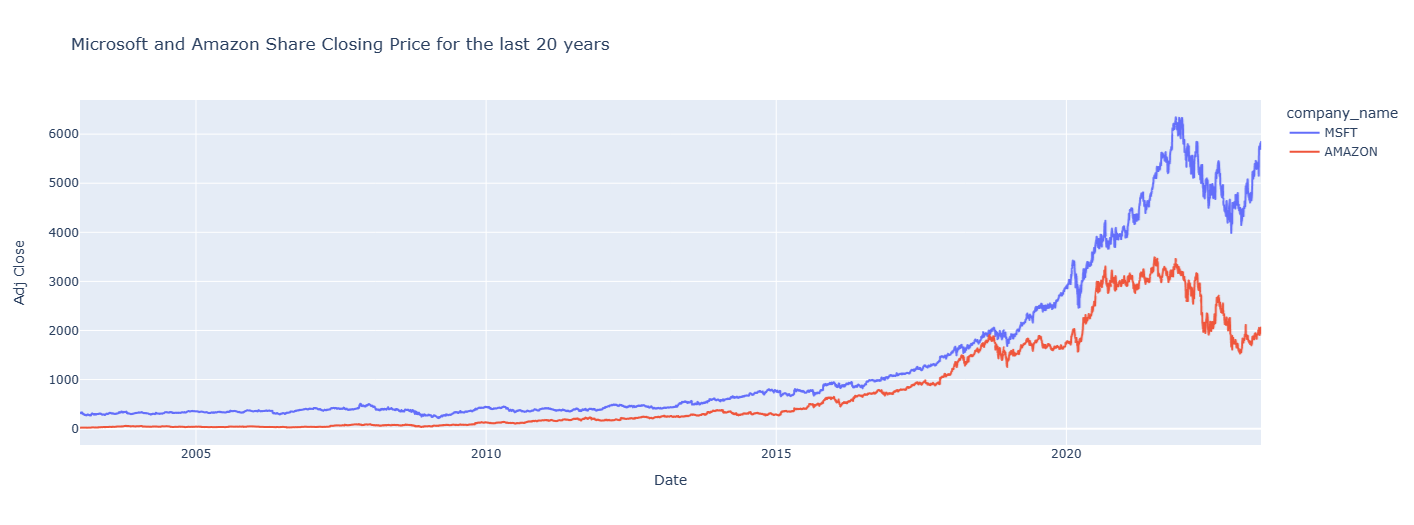 Microsoft and Amazon Share Closing Price for the last 20 years
company_name
MSFT
AMAZON
Adj Close
6000
5000
4000
3000
2000
1000
0
2005
2010
2015
2020
Date